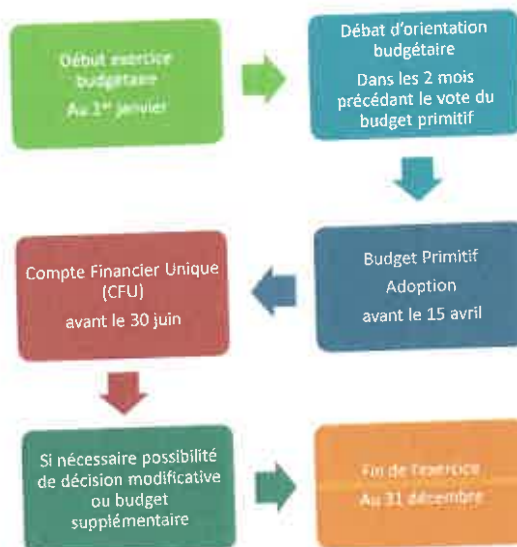 Début exercice
budgétaire
Au 1er janvier
Débat d'orientation
budgétaire
Dans les 2 mois
précédant le vote du
budget primitif
Budget Primitif
Adoption
avant le 15 avril
Compte Financier Unique
(CFU)
avant le 30 juin
Si nécessaire possibilité
de décision modificative
ou budget
supplémentaire
Fin de l'exercice
Au 31 décembre